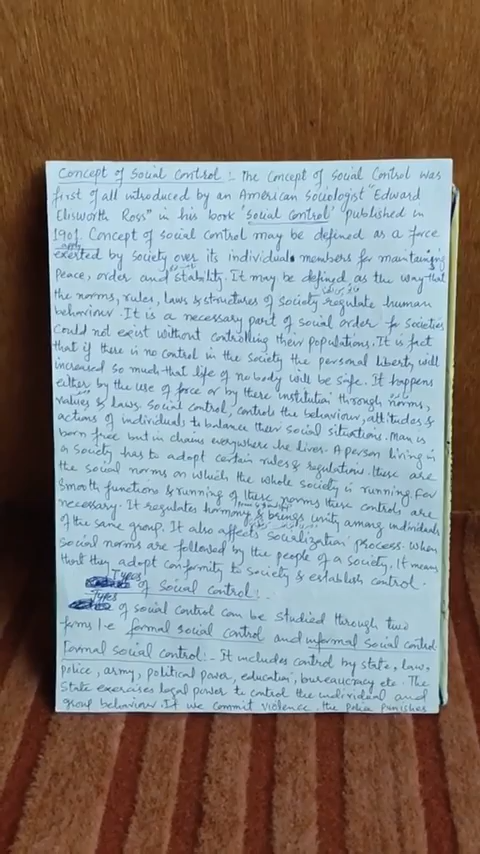 Concept of Social Control :- The Concept of Social Control was
first of all introduced by an American Sociologist "Edward
Elisworth Ross" in his book 'Social Control' published in
1901. Concept of social control may be defined as a force
exerted by society over its individual members for maintaining
Peace, order and stability. It may be defined as the way that
the norms, rules, laws & structures of society regulate human
behaviour. It is a necessary part of social order for Societies
could not exist without controlling their populations. It is fact
that if there is no control in the society the personal liberty will
increased so much that life of no body will be safe. It happens
either by the use of force or by these institution through norms,
values & laws. Social control, controls the behaviour, attitudes &
actions of individuals to balance their social situations. Man is
born free but in chains everywhere he lives. A person living in
a society has to adopt certain rules & regulations. these are
the social norms on which the whole society is running. For
Smooth functions & running of these norms these controls are
necessary. It regulates harmony & brings unity among individuals
of the same group. It also affects socialization process. When
social norms are followed by the people of a society. It means
that they adopt conformity to society & establish control.
Types of Social Control:
Types of social control can be studied through two
forms i-e formal social control and informal social control.
Formal social control:- It includes control by state, law,
police, army, political power, education, bureaucracy etc. The
State exercises legal power to control the individual and
group behaviour. If we commit violence, the police punishes